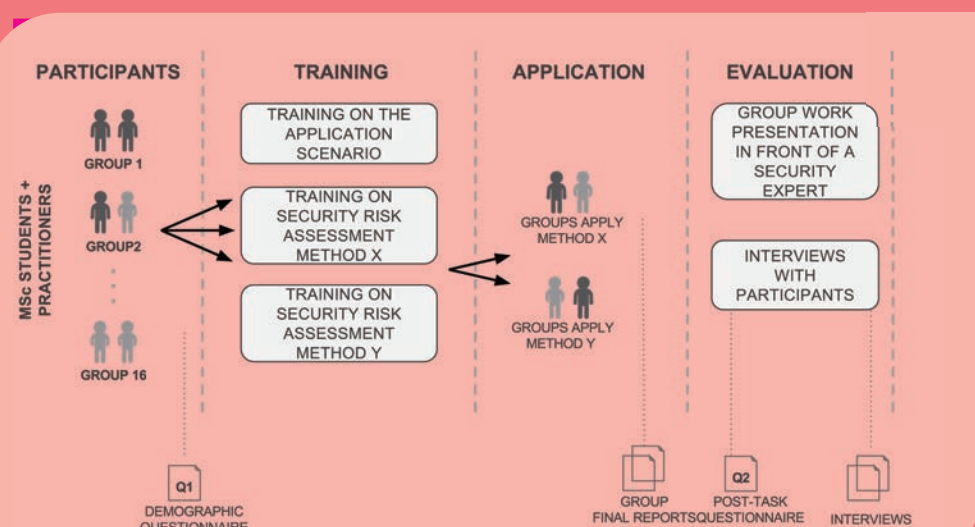 PARTICIPANTS
MSc STUDENTS +
PRACTITIONERS
GROUP 1
GROUP2
GROUP 16
Q1
DEMOGRAPHIC
QUESTIONNAIRE
TRAINING
TRAINING ON THE
APPLICATION
SCENARIO
TRAINING ON
SECURITY RISK
ASSESSMENT
METHOD X
TRAINING ON
SECURITY RISK
ASSESSMENT
METHOD Y
APPLICATION
GROUPS APPLY
METHOD X
GROUPS APPLY
METHOD Y
GROUP
FINAL REPORTS
EVALUATION
GROUP WORK
PRESENTATION
IN FRONT OF A
SECURITY
EXPERT
INTERVIEWS
WITH
PARTICIPANTS
Q2
POST-TASK
QUESTIONNAIRE
INTERVIEWS